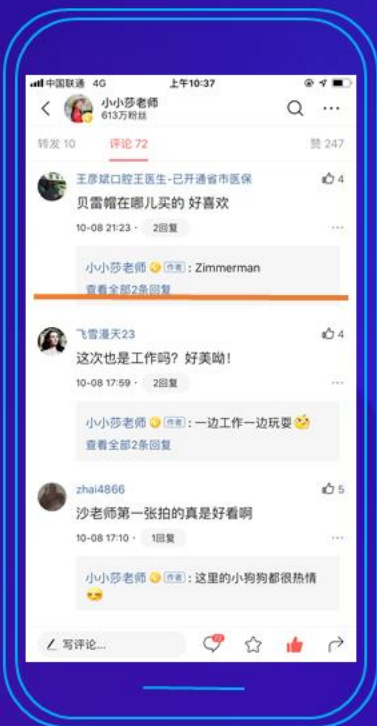 中国联通 4G 上午10:37
小小莎老师
613万粉丝
转发 10 评论 72 赞 247
王彦斌口腔王医生-已开通省市医保 4
贝雷帽在哪儿买的 好喜欢
10-08 21:23 · 2回复
小小莎老师 作者 : Zimmerman
查看全部2条回复
飞雪漫天23 4
这次也是工作吗？好美呦！
10-08 17:59 · 2回复
小小莎老师 作者 : 一边工作一边玩耍
查看全部2条回复
zhai4866 5
沙老师第一张拍的真是好看啊
10-08 17:10 · 1回复
小小莎老师 作者 : 这里的小狗狗都很热情
写评论... 72